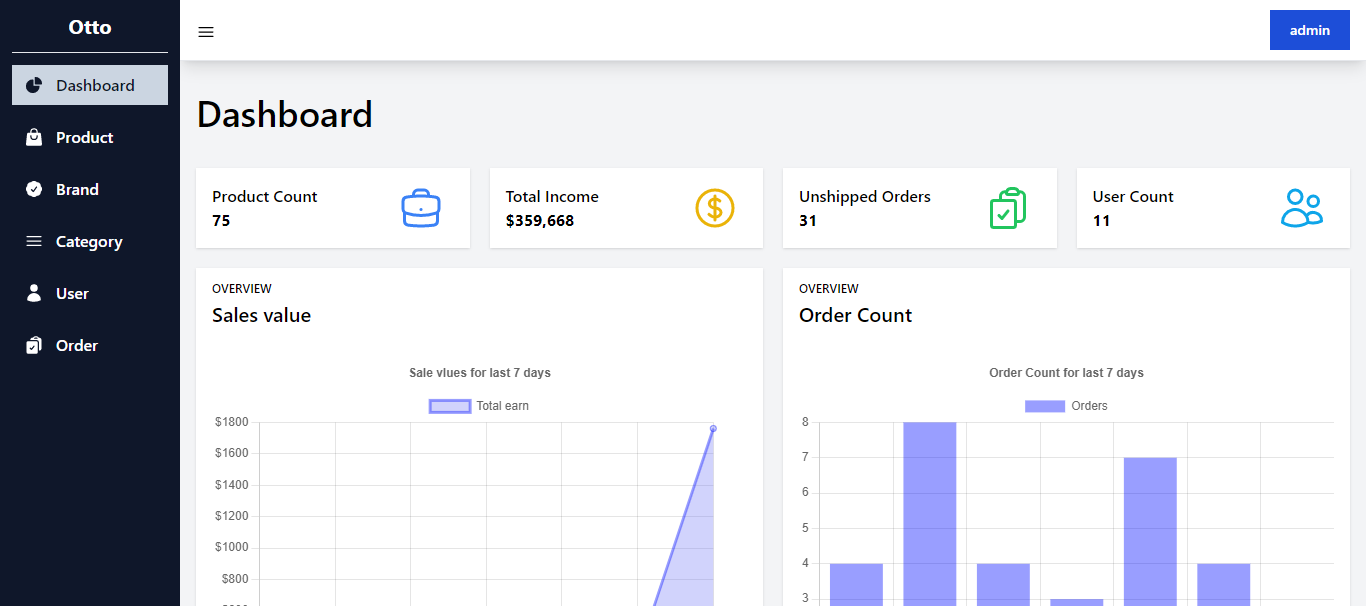 Otto
admin
Dashboard
Product
Brand
Category
User
Order
Dashboard
Product Count
75
Total Income
$359,668
Unshipped Orders
31
User Count
11
OVERVIEW
Sales value
Sale vlues for last 7 days
Total earn
$1800
$1600
$1400
$1200
$1000
$800
OVERVIEW
Order Count
Order Count for last 7 days
Orders
8
7
6
5
4
3